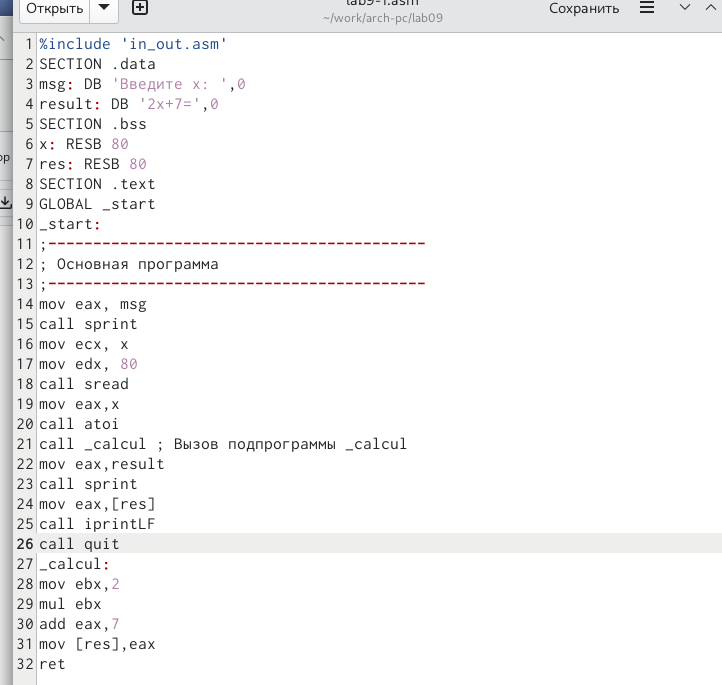 Открыть
~/work/arch-pc/lab09
Сохранить
1 %include 'in_out.asm'
2 SECTION .data
3 msg: DB 'Введите x: ',0
4 result: DB '2x+7=',0
5 SECTION .bss
6 x: RESB 80
7 res: RESB 80
8 SECTION .text
9 GLOBAL _start
10 _start:
11 ;------------------------------------------
12 ; Основная программа
13 ;------------------------------------------
14 mov eax, msg
15 call sprint
16 mov ecx, x
17 mov edx, 80
18 call sread
19 mov eax,x
20 call atoi
21 call _calcul ; Вызов подпрограммы _calcul
22 mov eax,result
23 call sprint
24 mov eax,[res]
25 call iprintLF
26 call quit
27 _calcul:
28 mov ebx,2
29 mul ebx
30 add eax,7
31 mov [res],eax
32 ret